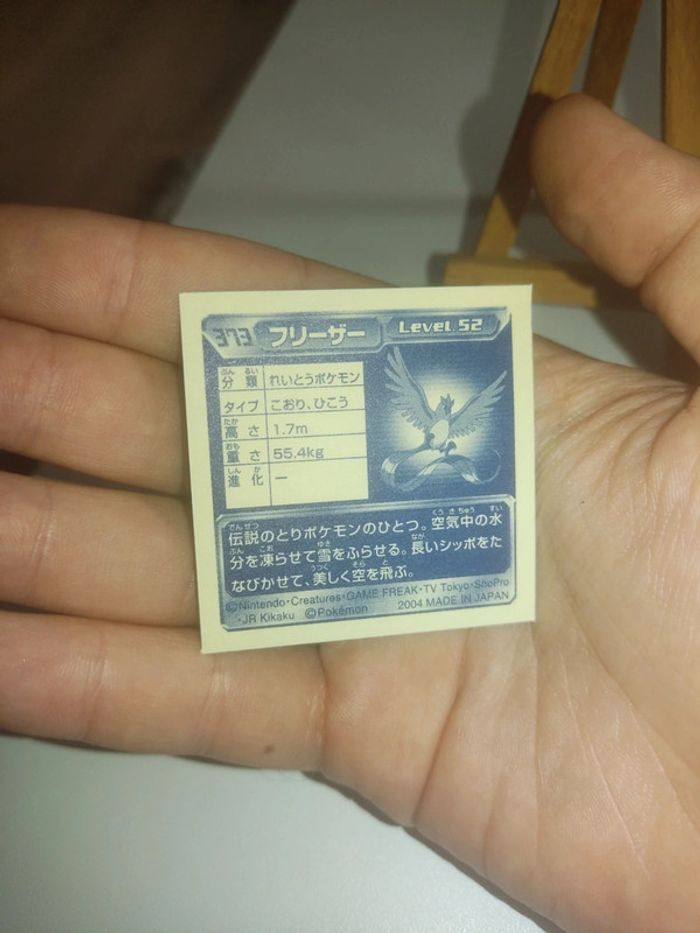 373 フリーザー Level.52
分類 れいとうポケモン
タイプ こおり、ひこう
高さ 1.7m
重さ 55.4kg
進化 ー
伝説のとりポケモンのひとつ。空気中の水
分を凍らせて雪をふらせる。長いシッポをた
なびかせて、美しく空を飛ぶ。
©Nintendo・Creatures・GAME FREAK・TV Tokyo・ShoPro
・JR Kikaku ©Pokémon 2004 MADE IN JAPAN